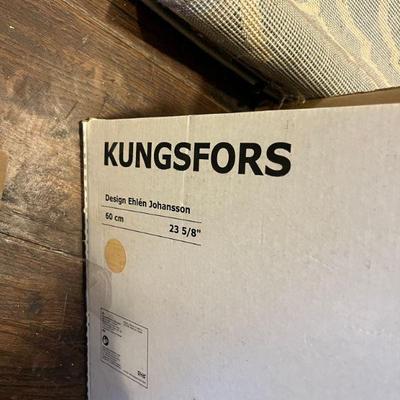 KUNGSFORS
Design Ehlén Johansson
60 cm 23 5/8"